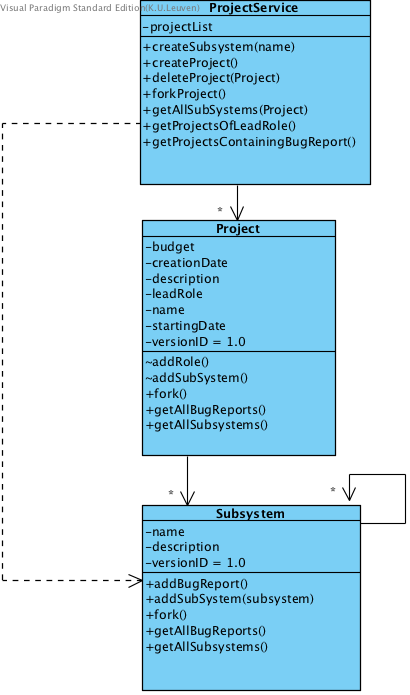 Visual Paradigm Standard Edition(K.U.Leuven)
ProjectService
-projectList
+createSubsystem(name)
+createProject()
+deleteProject(Project)
+forkProject()
+getAllSubSystems(Project)
+getProjectsOfLeadRole()
+getProjectsContainingBugReport()
*
Project
-budget
-creationDate
-description
-leadRole
-name
-startingDate
-versionID = 1.0
~addRole()
~addSubSystem()
+fork()
+getAllBugReports()
+getAllSubsystems()
*
*
Subsystem
-name
-description
-versionID = 1.0
+addBugReport()
+addSubSystem(subsystem)
+fork()
+getAllBugReports()
+getAllSubsystems()